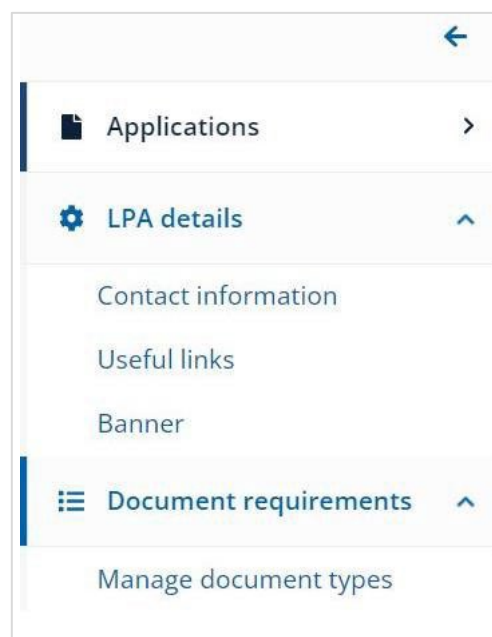 Applications
LPA details
Contact information
Useful links
Banner
Document requirements
Manage document types